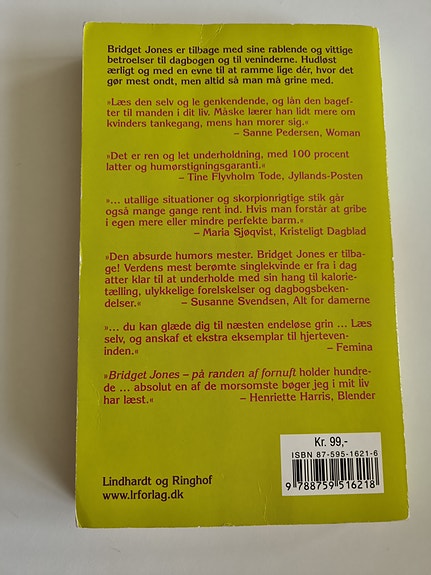 Bridget Jones er tilbage med sine rablende og vittige
betroelser til dagbogen og til veninderne. Hudløst
ærligt og med en evne til at ramme lige dér, hvor det
gør mest ondt, men altid så man må grine med.
»Læs den selv og le genkendende, og lån den bagef-
ter til manden i dit liv. Måske lærer han lidt mere om
kvinders tankegang, mens han morer sig.«
– Sanne Pedersen, Woman
»Det er ren og let underholdning, med 100 procent
latter og humørstigningsgaranti.«
– Tine Flyvholm Tode, Jyllands-Posten
»... utallige situationer og skorpionrigtige stik går
også mange gange rent ind. Hvis man forstår at gribe
i egen mere eller mindre perfekte barm.«
– Maria Sjøqvist, Kristeligt Dagblad
»Den absurde humors mester. Bridget Jones er tilba-
ge! Verdens mest berømte singlekvinde er fra i dag
atter klar til at underholde med sin hang til kalorie-
tælling, ulykkelige forelskelser og dagbogsbeken-
delser.« – Susanne Svendsen, Alt for damerne
»... du kan glæde dig til næsten endeløse grin ... Læs
selv, og anskaf et ekstra eksemplar til hjerteven-
inden.« – Femina
»Bridget Jones – på randen af fornuft holder hundre-
de ... absolut en af de morsomste bøger jeg i mit liv
har læst.« – Henriette Harris, Blender
Kr. 99,-
ISBN 87-595-1621-6
9 788759 516218
Lindhardt og Ringhof
www.lrforlag.dk